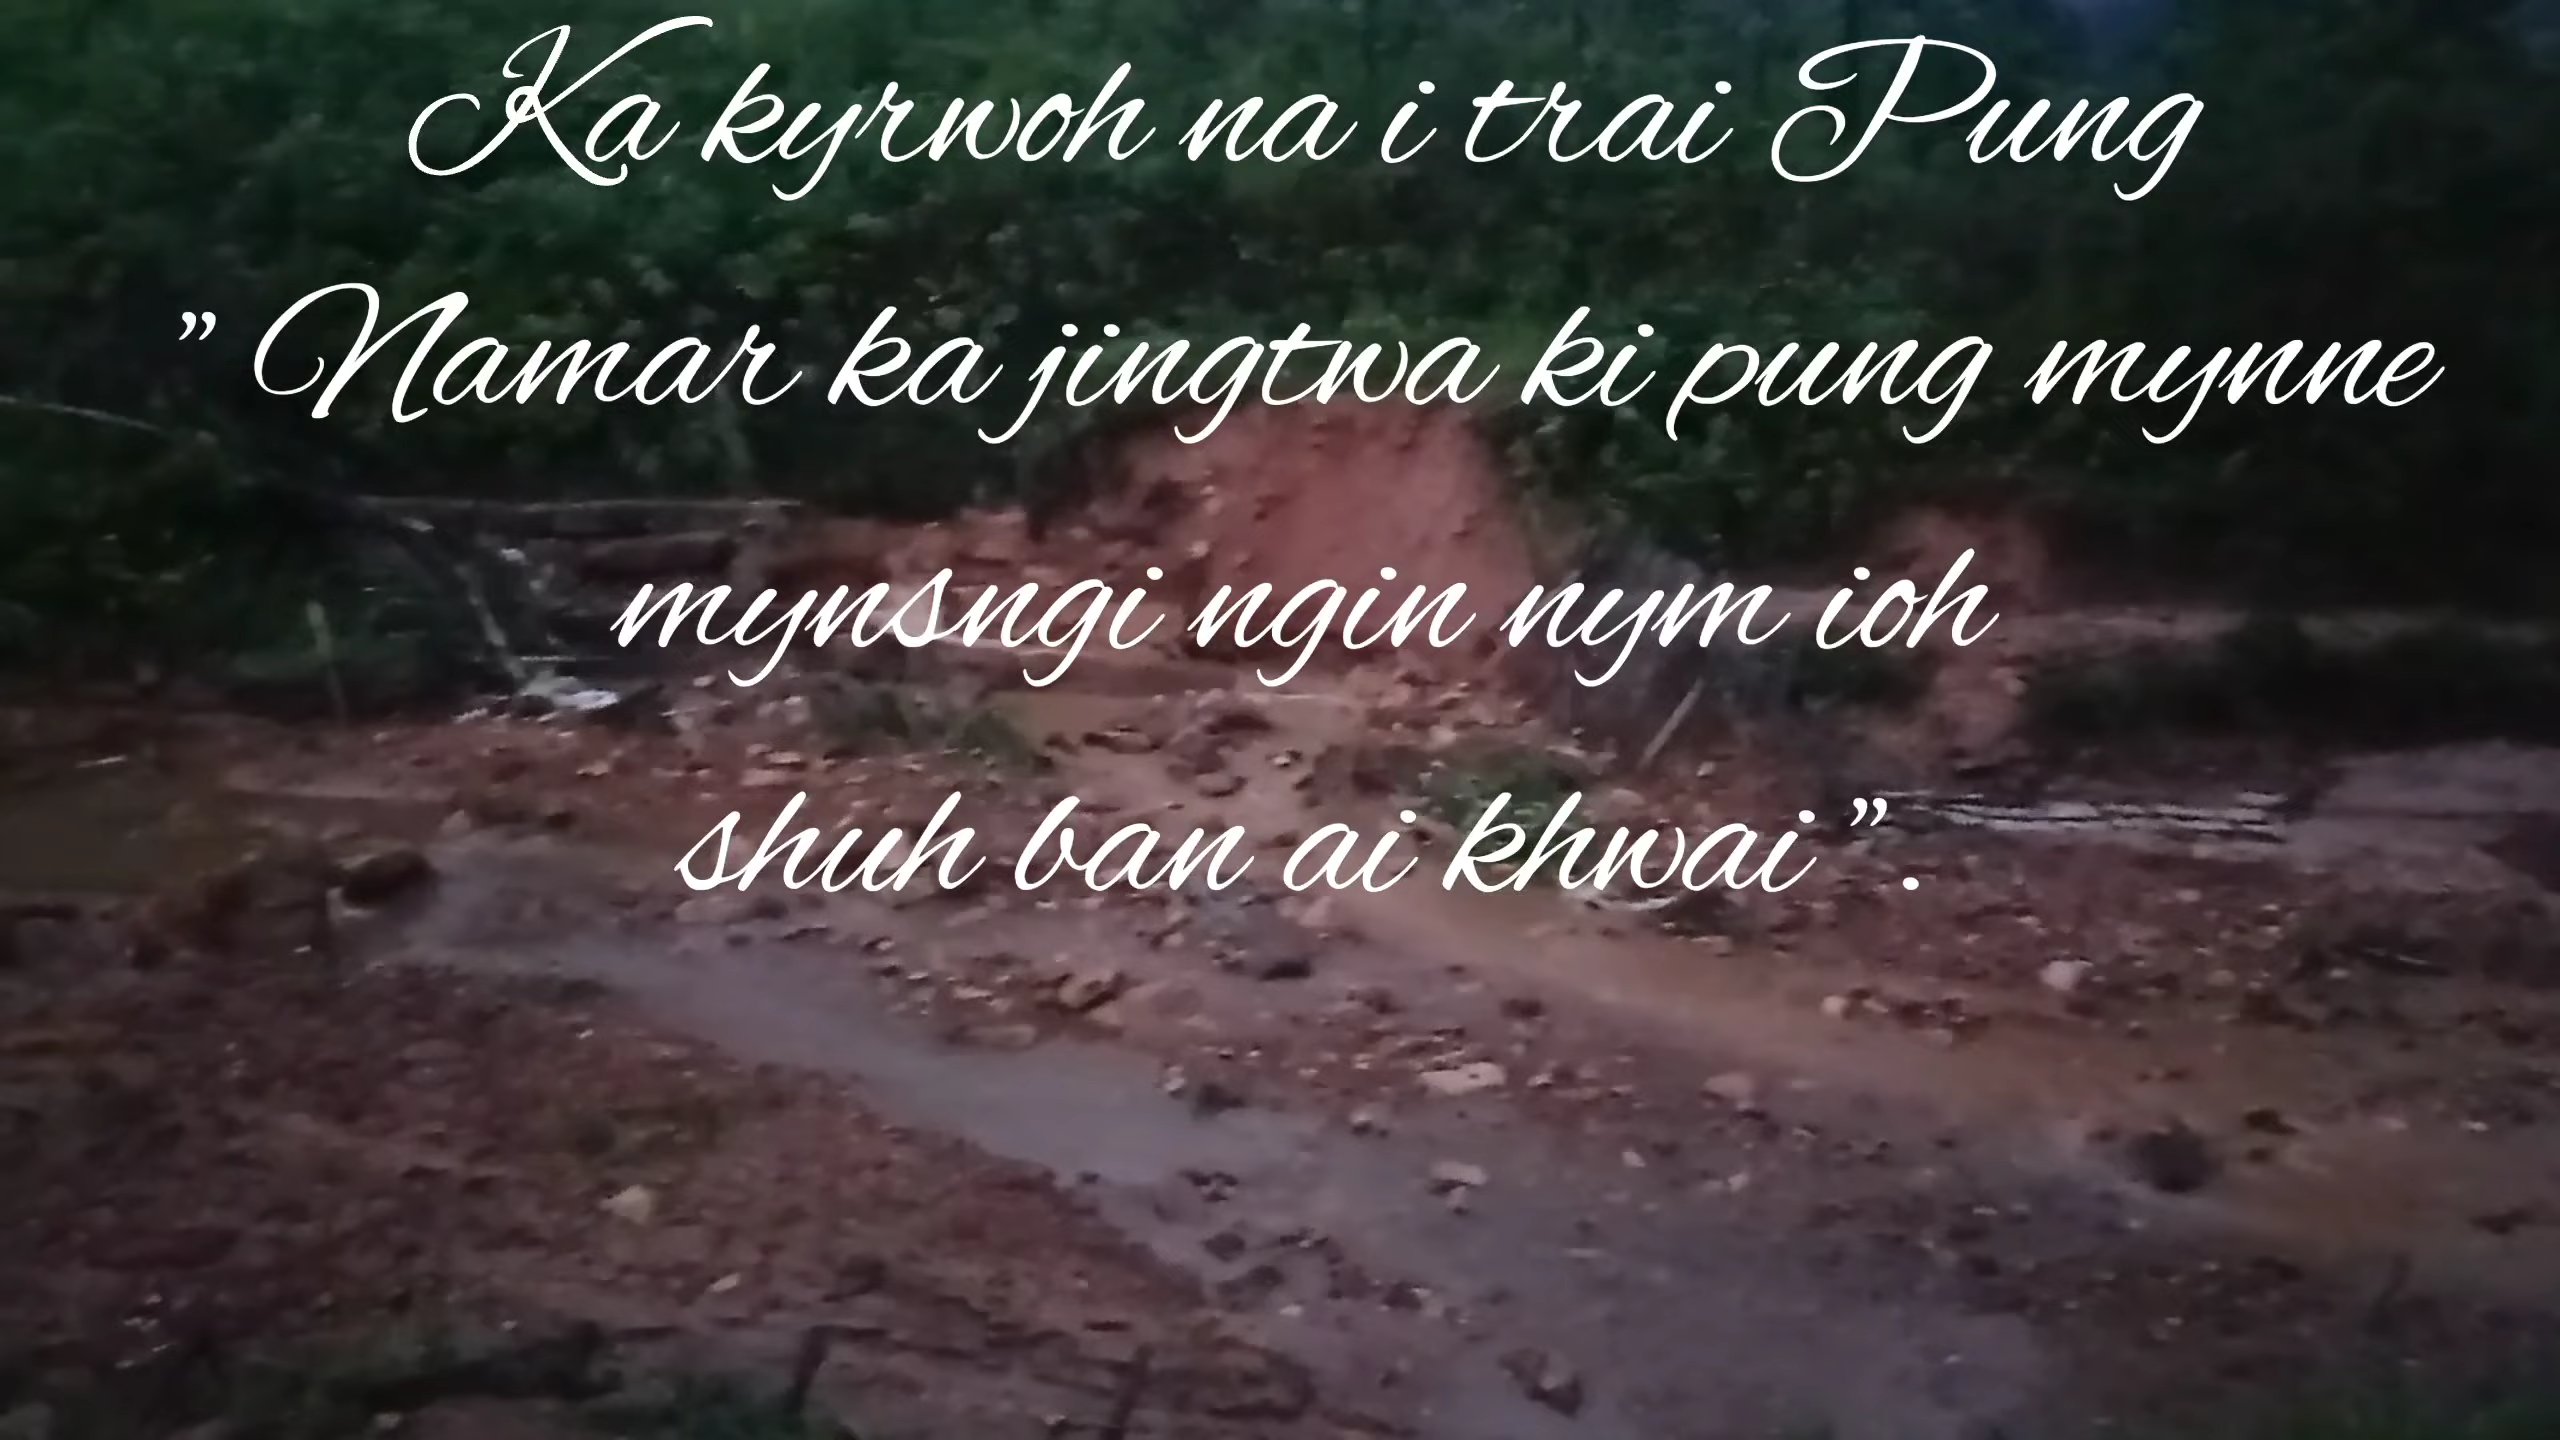 Ka kyrwoh na i trai Pung
” Namar ka jingtwa ki pung mynne
mynsngi ngin nym ioh
shuh ban ai khwai ”.